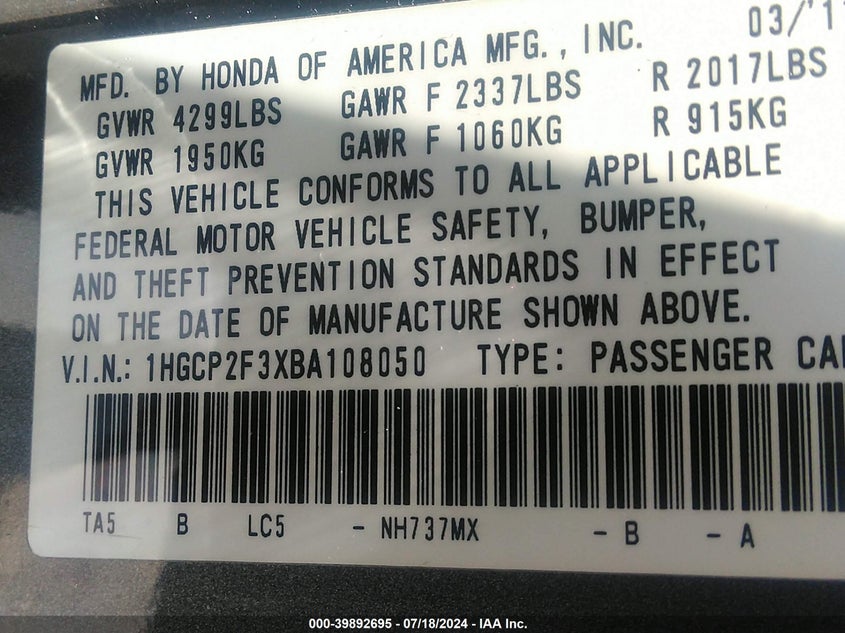 03/'11
MFD. BY HONDA OF AMERICA MFG., INC.
GVWR 4299LBS GAWR F 2337LBS R 2017LBS
GVWR 1950KG GAWR F 1060KG R 915KG
THIS VEHICLE CONFORMS TO ALL APPLICABLE
FEDERAL MOTOR VEHICLE SAFETY, BUMPER,
AND THEFT PREVENTION STANDARDS IN EFFECT
ON THE DATE OF MANUFACTURE SHOWN ABOVE.
V.I.N.: 1HGCP2F3XBA108050 TYPE: PASSENGER CAR
TA5 B LC5 - NH737MX - B - A
000-39892695 - 07/18/2024 - IAA Inc.